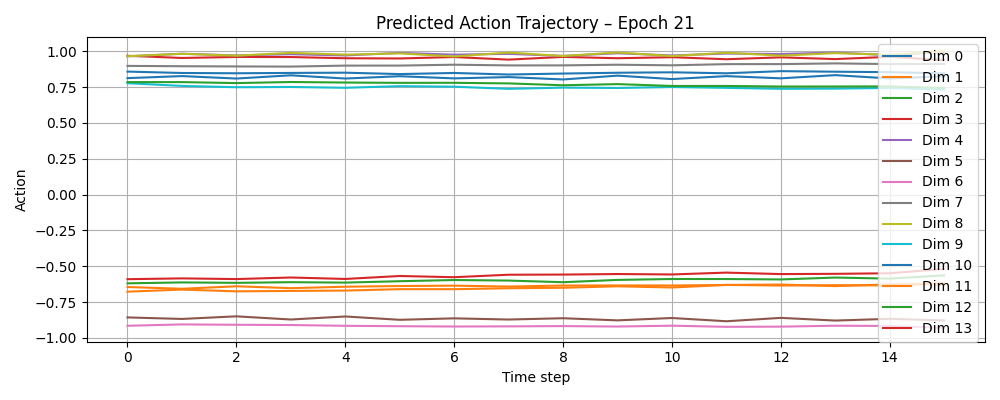 Predicted Action Trajectory – Epoch 21
Action
1.00
0.75
0.50
0.25
0.00
−0.25
−0.50
−0.75
−1.00
Dim 0
Dim 1
Dim 2
Dim 3
Dim 4
Dim 5
Dim 6
Dim 7
Dim 8
Dim 9
Dim 10
Dim 11
Dim 12
Dim 13
0 2 4 6 8 10 12 14
Time step